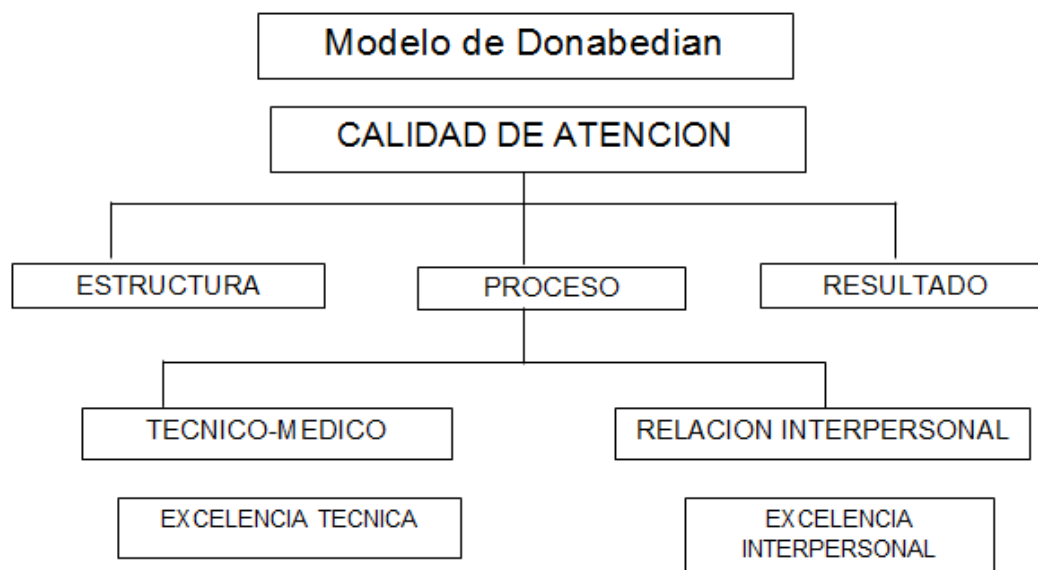 Modelo de Donabedian
CALIDAD DE ATENCION
ESTRUCTURA
PROCESO
RESULTADO
TECNICO-MEDICO
RELACION INTERPERSONAL
EXCELENCIA TECNICA
EXCELENCIA
INTERPERSONAL